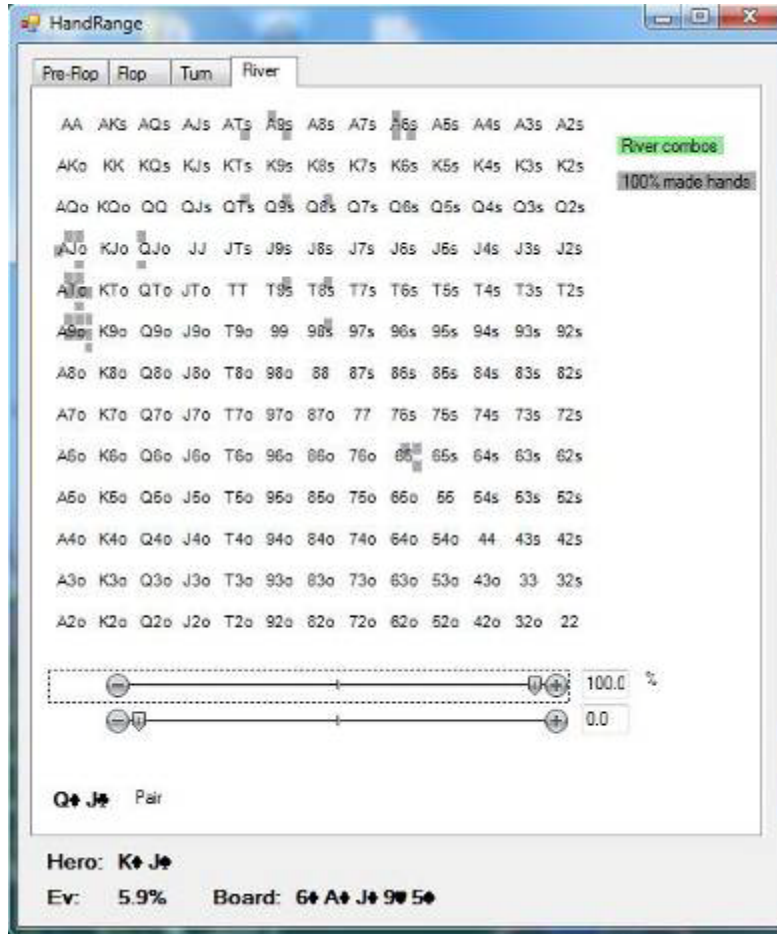 HandRange
Pre-Flop Flop Turn River
AA AKs AQs AJs ATs A9s A8s A7s A6s A5s A4s A3s A2s
River combos
AKo KK KQs KJs KTs K9s K8s K7s K6s K5s K4s K3s K2s
100% made hands
AQo KQo QQ QJs QTs Q9s Q8s Q7s Q6s Q5s Q4s Q3s Q2s
AJo KJo QJo JJ JTs J9s J8s J7s J6s J5s J4s J3s J2s
ATo KTo QTo JTo TT T9s T8s T7s T6s T5s T4s T3s T2s
A9o K9o Q9o J9o T9o 99 98s 97s 96s 95s 94s 93s 92s
A8o K8o Q8o J8o T8o 98o 88 87s 86s 85s 84s 83s 82s
A7o K7o Q7o J7o T7o 97o 87o 77 76s 75s 74s 73s 72s
A6o K6o Q6o J6o T6o 96o 86o 76o 66 65s 64s 63s 62s
A5o K5o Q5o J5o T5o 95o 85o 75o 65o 55 54s 53s 52s
A4o K4o Q4o J4o T4o 94o 84o 74o 64o 54o 44 43s 42s
A3o K3o Q3o J3o T3o 93o 83o 73o 63o 53o 43o 33 32s
A2o K2o Q2o J2o T2o 92o 82o 72o 62o 52o 42o 32o 22
100.0 %
0.0
Q♦ J♣ Pair
Hero: K♦ J♠
Ev: 5.9% Board: 6♦ A♦ J♦ 9♥ 5♠